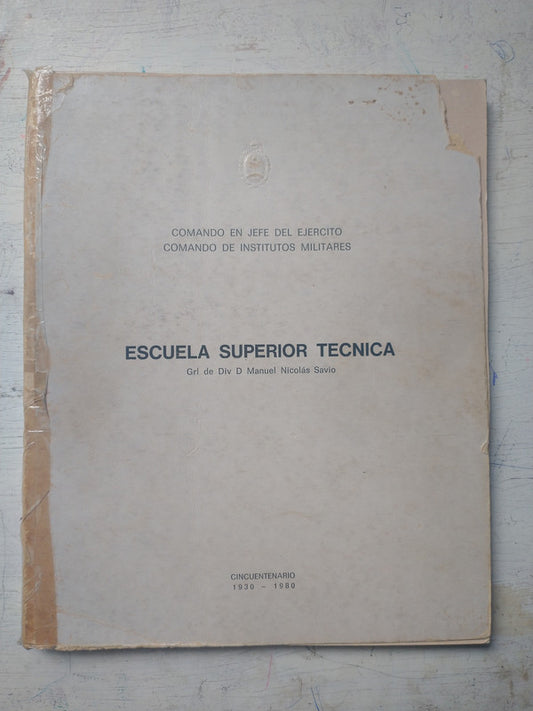 COMANDO EN JEFE DEL EJERCITO
COMANDO DE INSTITUTOS MILITARES
ESCUELA SUPERIOR TECNICA
Grl de Div D Manuel Nicolás Savio
CINCUENTENARIO
1930 - 1980